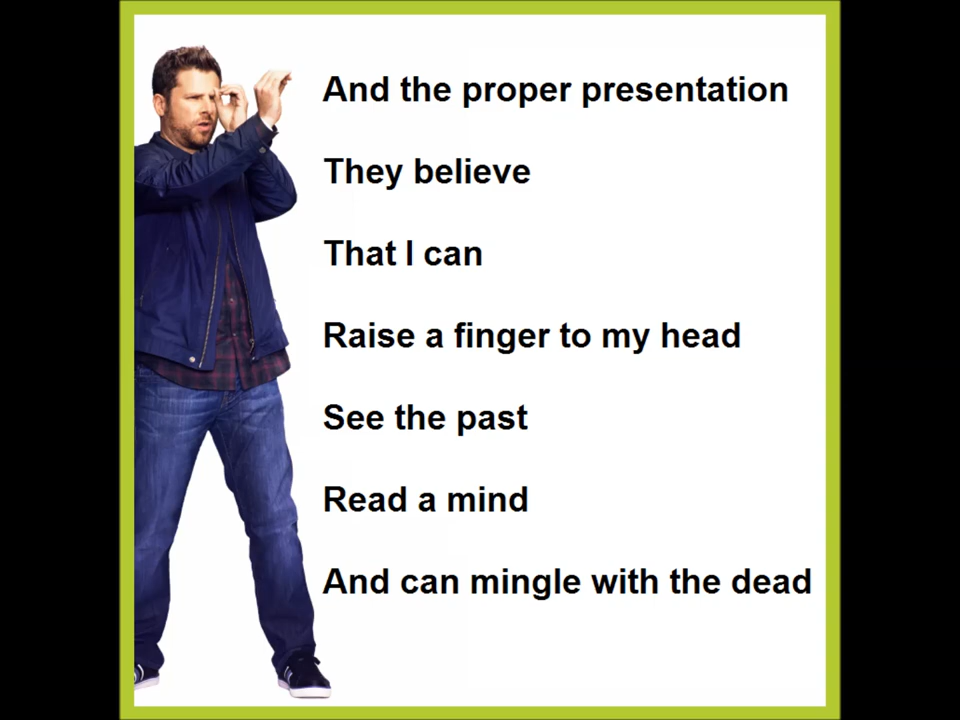 And the proper presentation
They believe
That I can
Raise a finger to my head
See the past
Read a mind
And can mingle with the dead